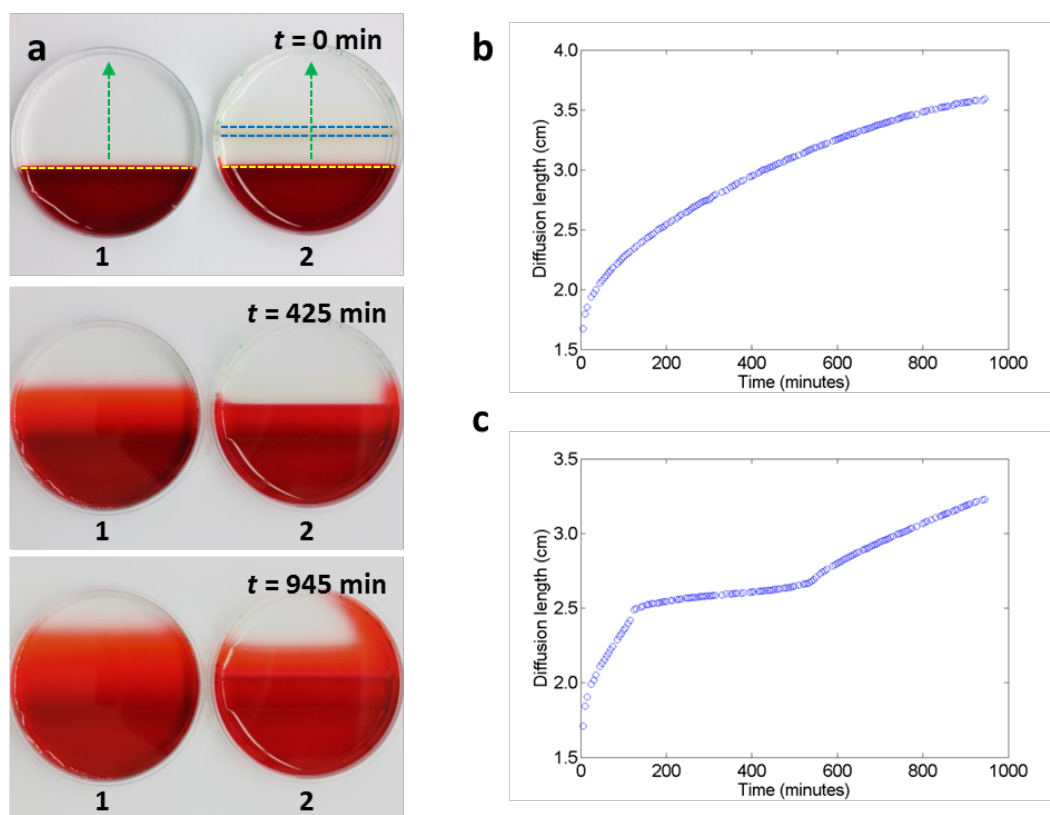 a
t = 0 min
1
2
t = 425 min
1
2
t = 945 min
1
2
b
4.0
3.5
3.0
2.5
2.0
1.5
Diffusion length (cm)
0
200
400
600
800
1000
Time (minutes)
c
3.5
3.0
2.5
2.0
1.5
Diffusion length (cm)
0
200
400
600
800
1000
Time (minutes)